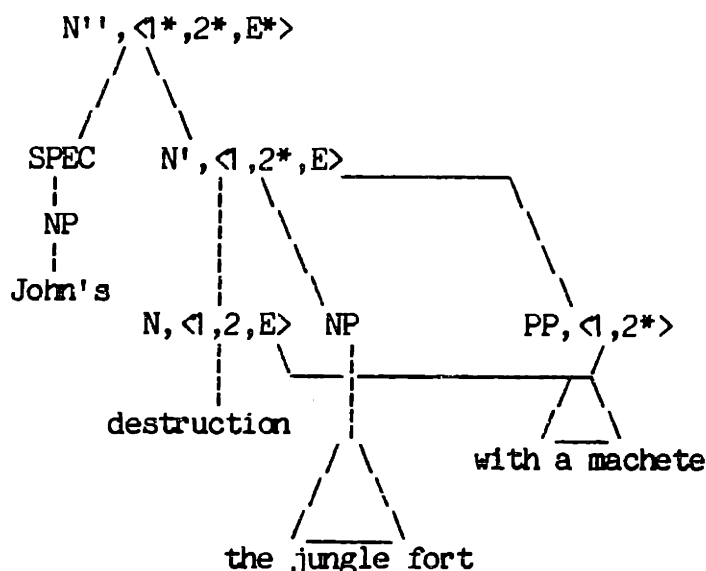 N'',<1*,2*,E*>
SPEC N',<1,2*,E>
NP
John's
N,<1,2,E> NP PP,<1,2*>
destruction
with a machete
the jungle fort